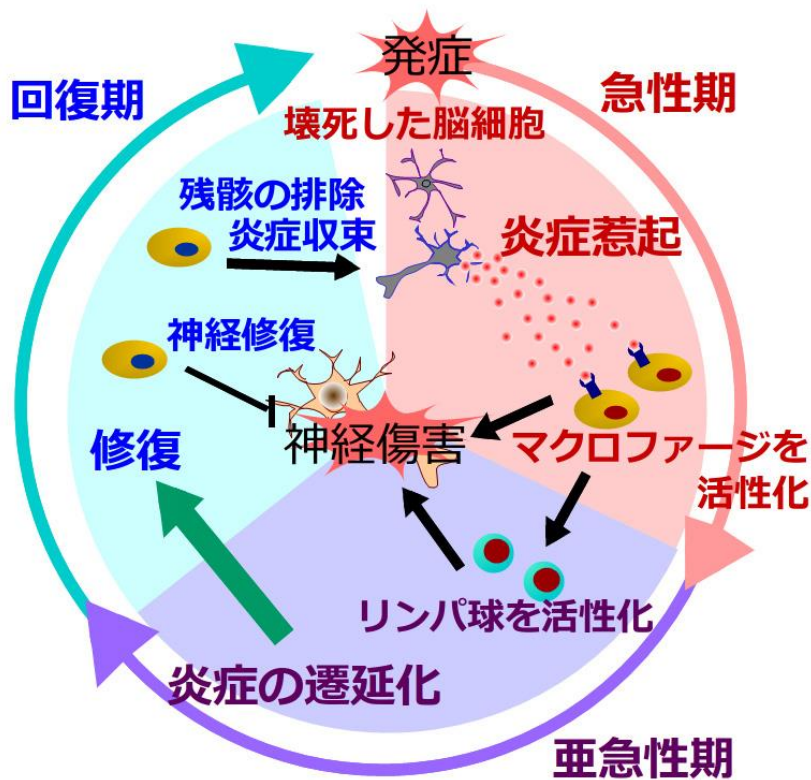 発症
急性期
壊死した脳細胞
炎症惹起
マクロファージを
活性化
リンパ球を活性化
亜急性期
炎症の遷延化
神経傷害
修復
神経修復
残骸の排除
炎症収束
回復期